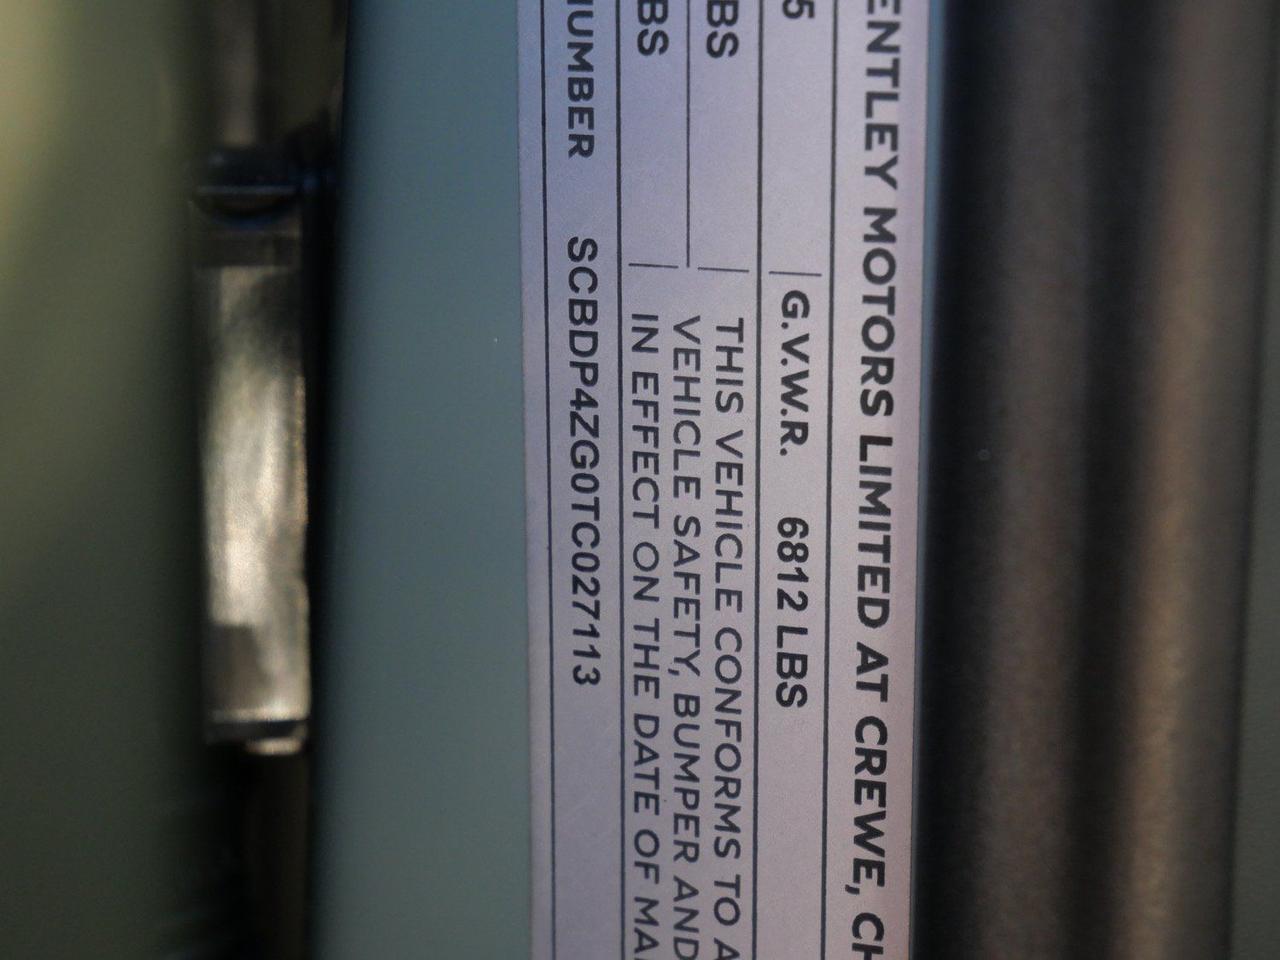 ENTLEY MOTORS LIMITED AT CREWE, CH
5 G.V.W.R. 6812 LBS
BS THIS VEHICLE CONFORMS TO A
VEHICLE SAFETY, BUMPER AND
BS IN EFFECT ON THE DATE OF MA
NUMBER SCBDP4ZG0TC027113